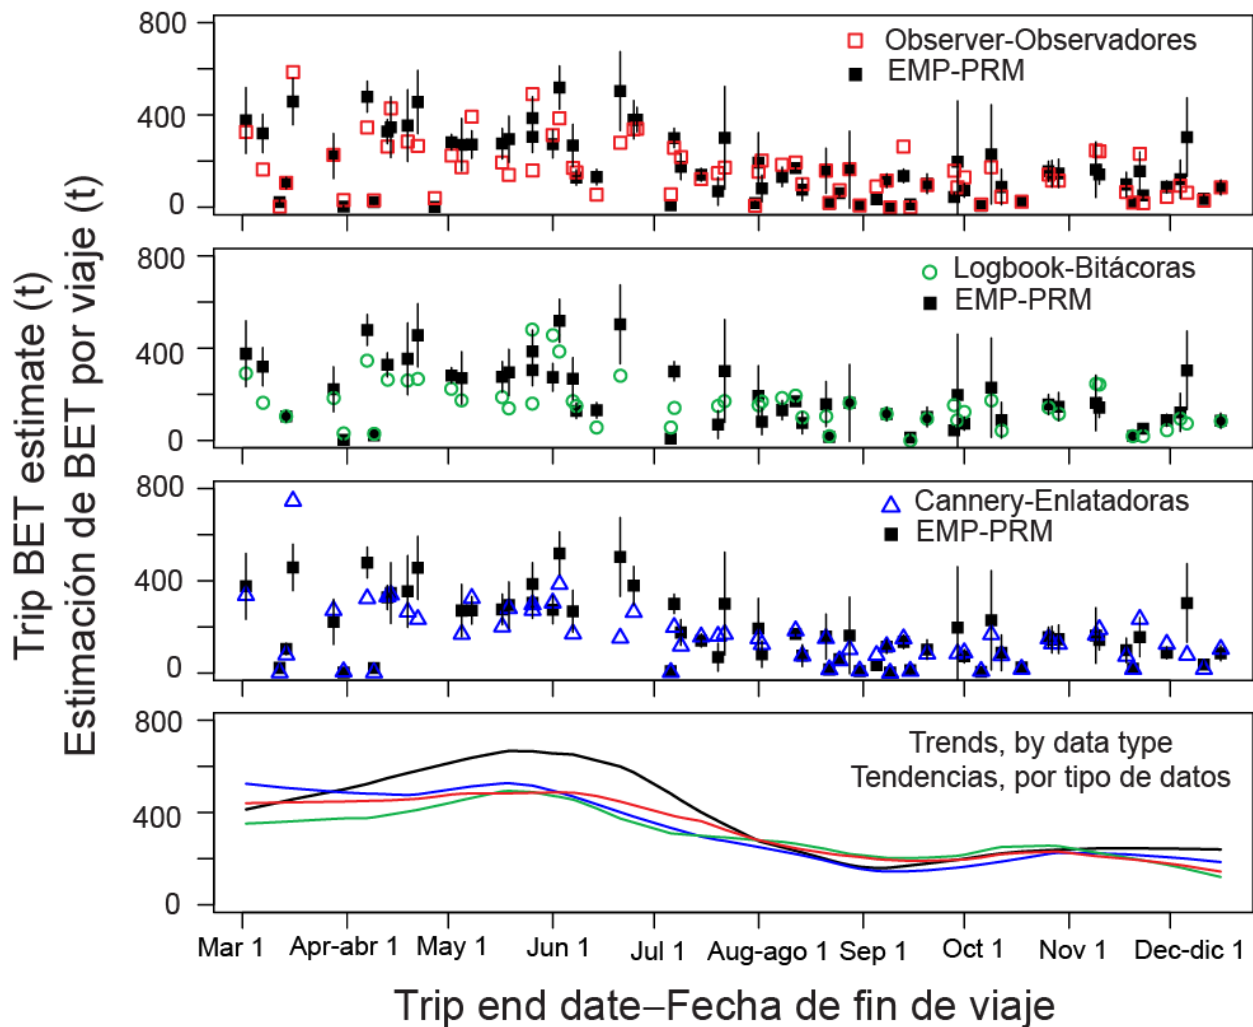 Trip BET estimate (t)
Estimación de BET por viaje (t)
800
400
0
Observer-Observadores
EMP-PRM
800
400
0
Logbook-Bitácoras
EMP-PRM
800
400
0
Cannery-Enlatadoras
EMP-PRM
800
400
0
Trends, by data type
Tendencias, por tipo de datos
Mar 1 Apr-abr 1 May 1 Jun 1 Jul 1 Aug-ago 1 Sep 1 Oct 1 Nov 1 Dec-dic 1
Trip end date–Fecha de fin de viaje